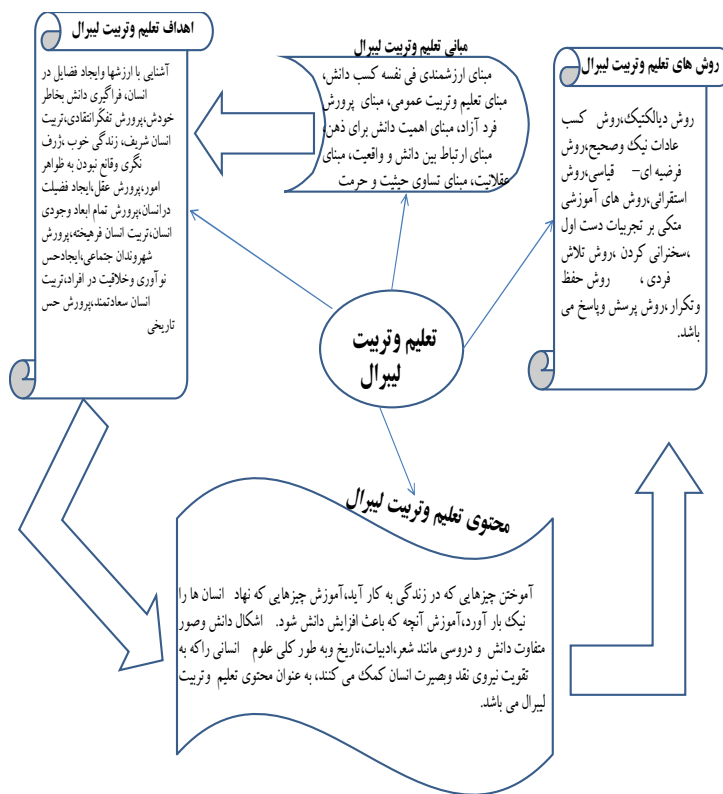 مبانی تعلیم وتربیت لیبرال
مبنای ارزشمندی فی نفسه کسب دانش،
مبنای تعلیم وتربیت عمومی، مبنای پرورش
فرد آزاد، مبنای اهمیت دانش برای ذهن،
مبنای ارتباط بین دانش و واقعیت، مبنای
عقلانیت، مبنای تساوی حیثیت و حرمت
اهداف تعلیم وتربیت لیبرال
آشنایی با ارزشها وایجاد فضایل در
انسان، فراگیری دانش بخاطر
خودش،پرورش تفکّرانتقادی،تربیت
انسان شریف، زندگی خوب ،ژرف
نگری وقانع نبودن به ظواهر
امور،پرورش عقل،ایجاد فضیلت
درانسان،پرورش تمام ابعاد وجودی
انسان،تربیت انسان فرهیخته،پرورش
شهروندان جتماعی،ایجادحس
نوآوری وخلاقیت در افراد،تربیت
انسان سعادتمند،پرورش حس
تاریخی
روش های تعلیم وتربیت لیبرال
روش دیالکتیک،روش کسب
عادات نیک وصحیح،روش
فرضیه ای– قیاسی،روش
استقرائی،روش های آموزشی
متکی بر تجربیات دست اول
،سخنرانی کردن ،روش تلاش
فردی ، روش حفظ
وتکرار،روش پرسش وپاسخ می
باشد.
تعلیم وتربیت
لیبرال
محتوی تعلیم وتربیت لیبرال
آموختن چیزهایی که در زندگی به کار آید،آموزش چیزهایی که نهاد انسان ها را
نیک بار آورد،آموزش آنچه که باعث افزایش دانش شود. اشکال دانش وصور
متفاوت دانش و دروسی مانند شعر،ادبیات،تاریخ وبه طور کلی علوم انسانی راکه به
تقویت نیروی نقد وبصیرت انسان کمک می کنند، به عنوان محتوی تعلیم وتربیت
لیبرال می باشد.